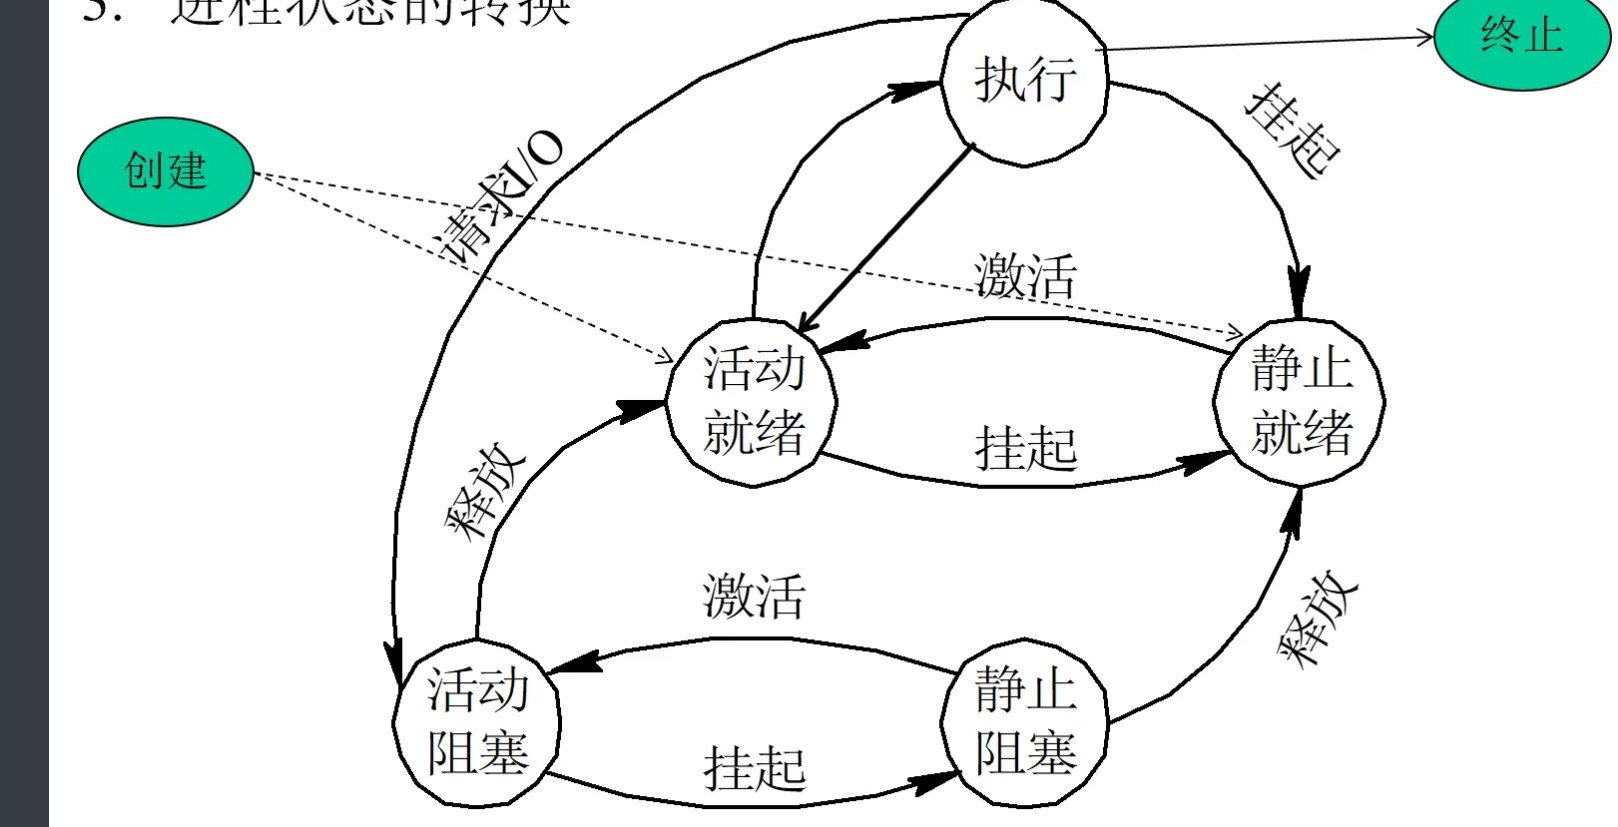 3. 进程状态的转换
终止
执行
挂起
创建
请求I/O
激活
活动
就绪
静止
就绪
挂起
释放
激活
释放
活动
阻塞
静止
阻塞
挂起